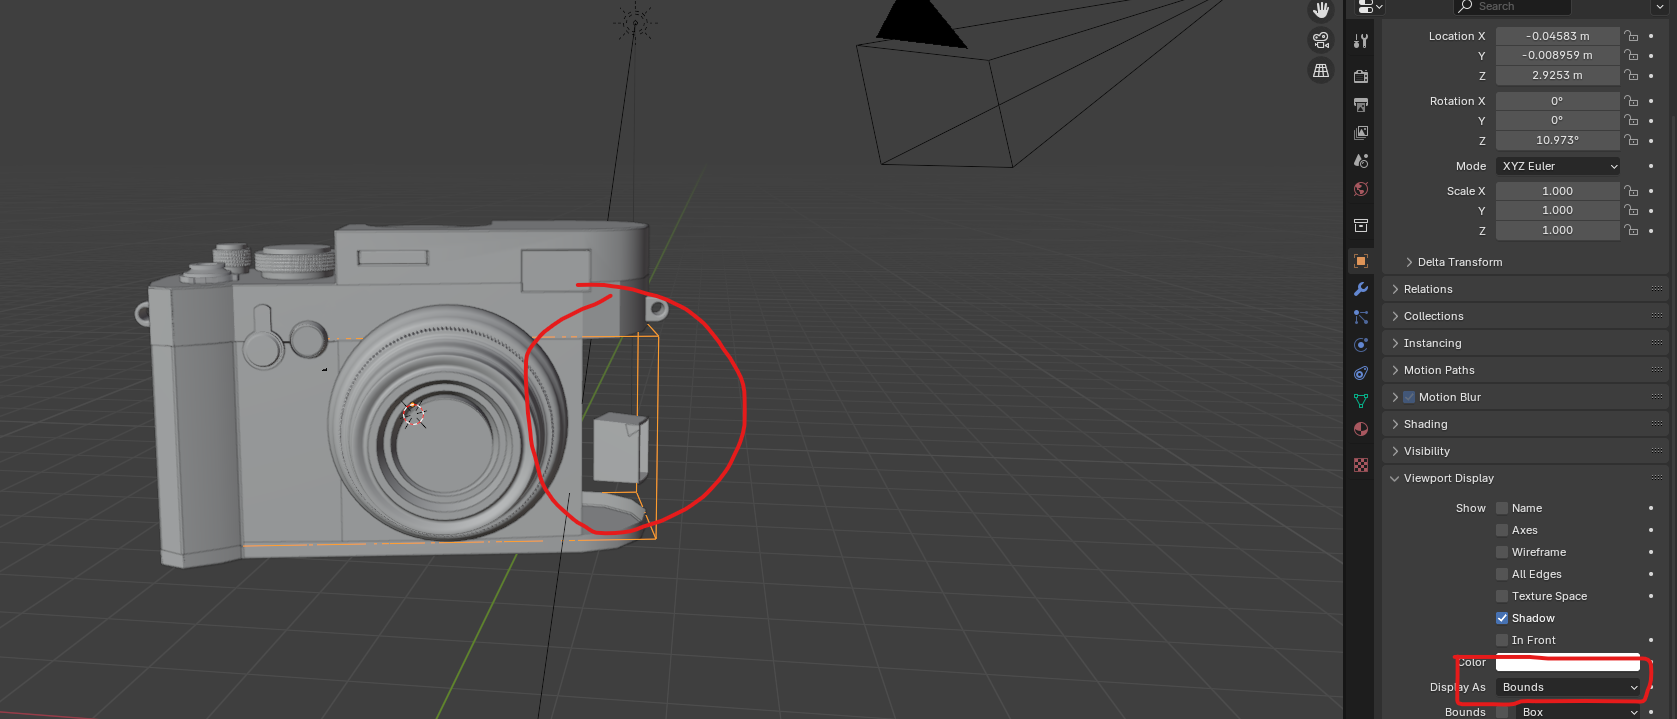 Search
Location X -0.04583 m
Y -0.008959 m
Z 2.9253 m
Rotation X 0°
Y 0°
Z 10.973°
Mode XYZ Euler
Scale X 1.000
Y 1.000
Z 1.000
Delta Transform
Relations
Collections
Instancing
Motion Paths
Motion Blur
Shading
Visibility
Viewport Display
Show Name
Axes
Wireframe
All Edges
Texture Space
Shadow
In Front
Color
Display As Bounds
Bounds Box